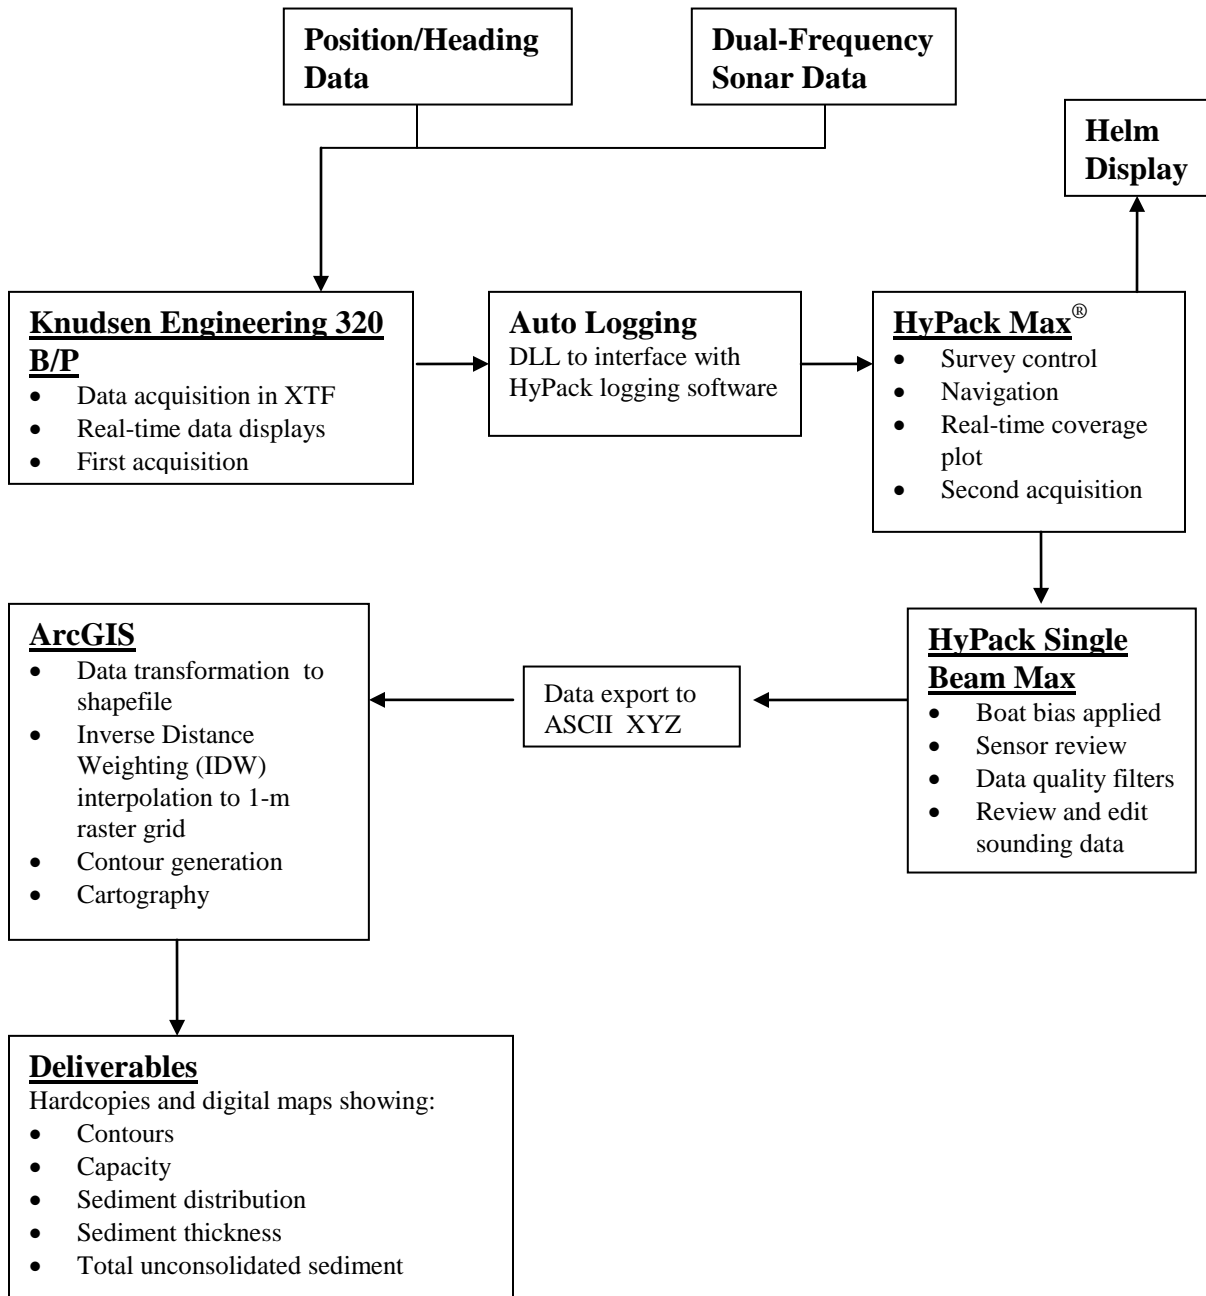 Position/Heading
Data
Dual-Frequency
Sonar Data
Helm
Display
Knudsen Engineering 320
B/P
• Data acquisition in XTF
• Real-time data displays
• First acquisition
Auto Logging
DLL to interface with
HyPack logging software
HyPack Max®
• Survey control
• Navigation
• Real-time coverage
plot
• Second acquisition
HyPack Single
Beam Max
• Boat bias applied
• Sensor review
• Data quality filters
• Review and edit
sounding data
Data export to
ASCII XYZ
ArcGIS
• Data transformation to
shapefile
• Inverse Distance
Weighting (IDW)
interpolation to 1-m
raster grid
• Contour generation
• Cartography
Deliverables
Hardcopies and digital maps showing:
• Contours
• Capacity
• Sediment distribution
• Sediment thickness
• Total unconsolidated sediment